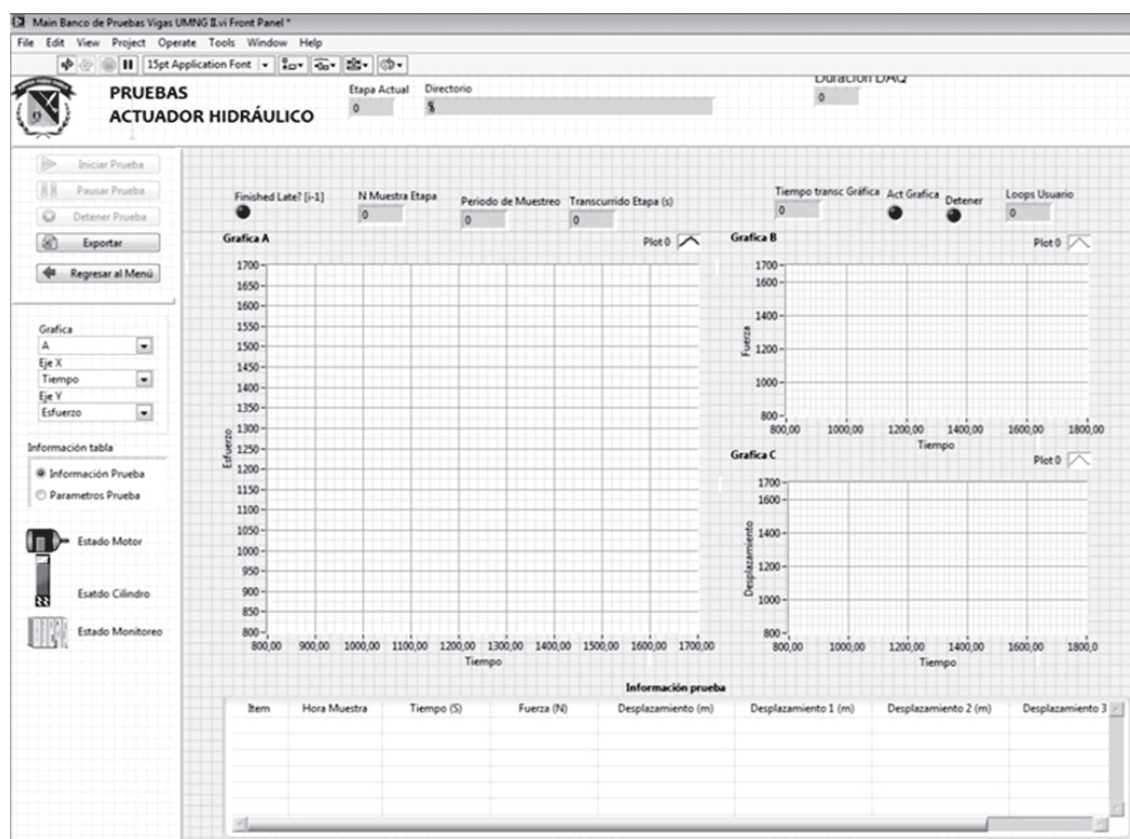 Main Banco de Pruebas Vigas UMNG II.vi Front Panel *
File Edit View Project Operate Tools Window Help
15pt Application Font
PRUEBAS
ACTUADOR HIDRÁULICO
Etapa Actual
0
Directorio
Duracion DAQ
0
Iniciar Prueba
Pausar Prueba
Detener Prueba
Exportar
Regresar al Menú
Grafica
A
Eje X
Tiempo
Eje Y
Esfuerzo
Información tabla
Información Prueba
Parametros Prueba
Estado Motor
Esatdo Cilindro
Estado Monitoreo
Finished Late? [i-1]
N Muestra Etapa
0
Periodo de Muestreo
0
Transcurrido Etapa (s)
0
Tiempo transc Gráfica
0
Act Grafica
Detener
Loops Usuario
0
Grafica A
Plot 0
1700
1650
1600
1550
1500
1450
1400
1350
1300
1250
1200
1150
1100
1050
1000
950
900
850
800
Esfuerzo
800,00 900,00 1000,00 1100,00 1200,00 1300,00 1400,00 1500,00 1600,00 1700,00
Tiempo
Grafica B
Plot 0
1700
1600
1400
1200
1000
800
Fuerza
800,00 1000,00 1200,00 1400,00 1600,00 1800,00
Tiempo
Grafica C
Plot 0
1700
1600
1400
1200
1000
800
Desplazamiento
800,00 1000,00 1200,00 1400,00 1600,00 1800,0
Tiempo
Información prueba
Item Hora Muestra Tiempo (S) Fuerza (N) Desplazamiento (m) Desplazamiento 1 (m) Desplazamiento 2 (m) Desplazamiento 3